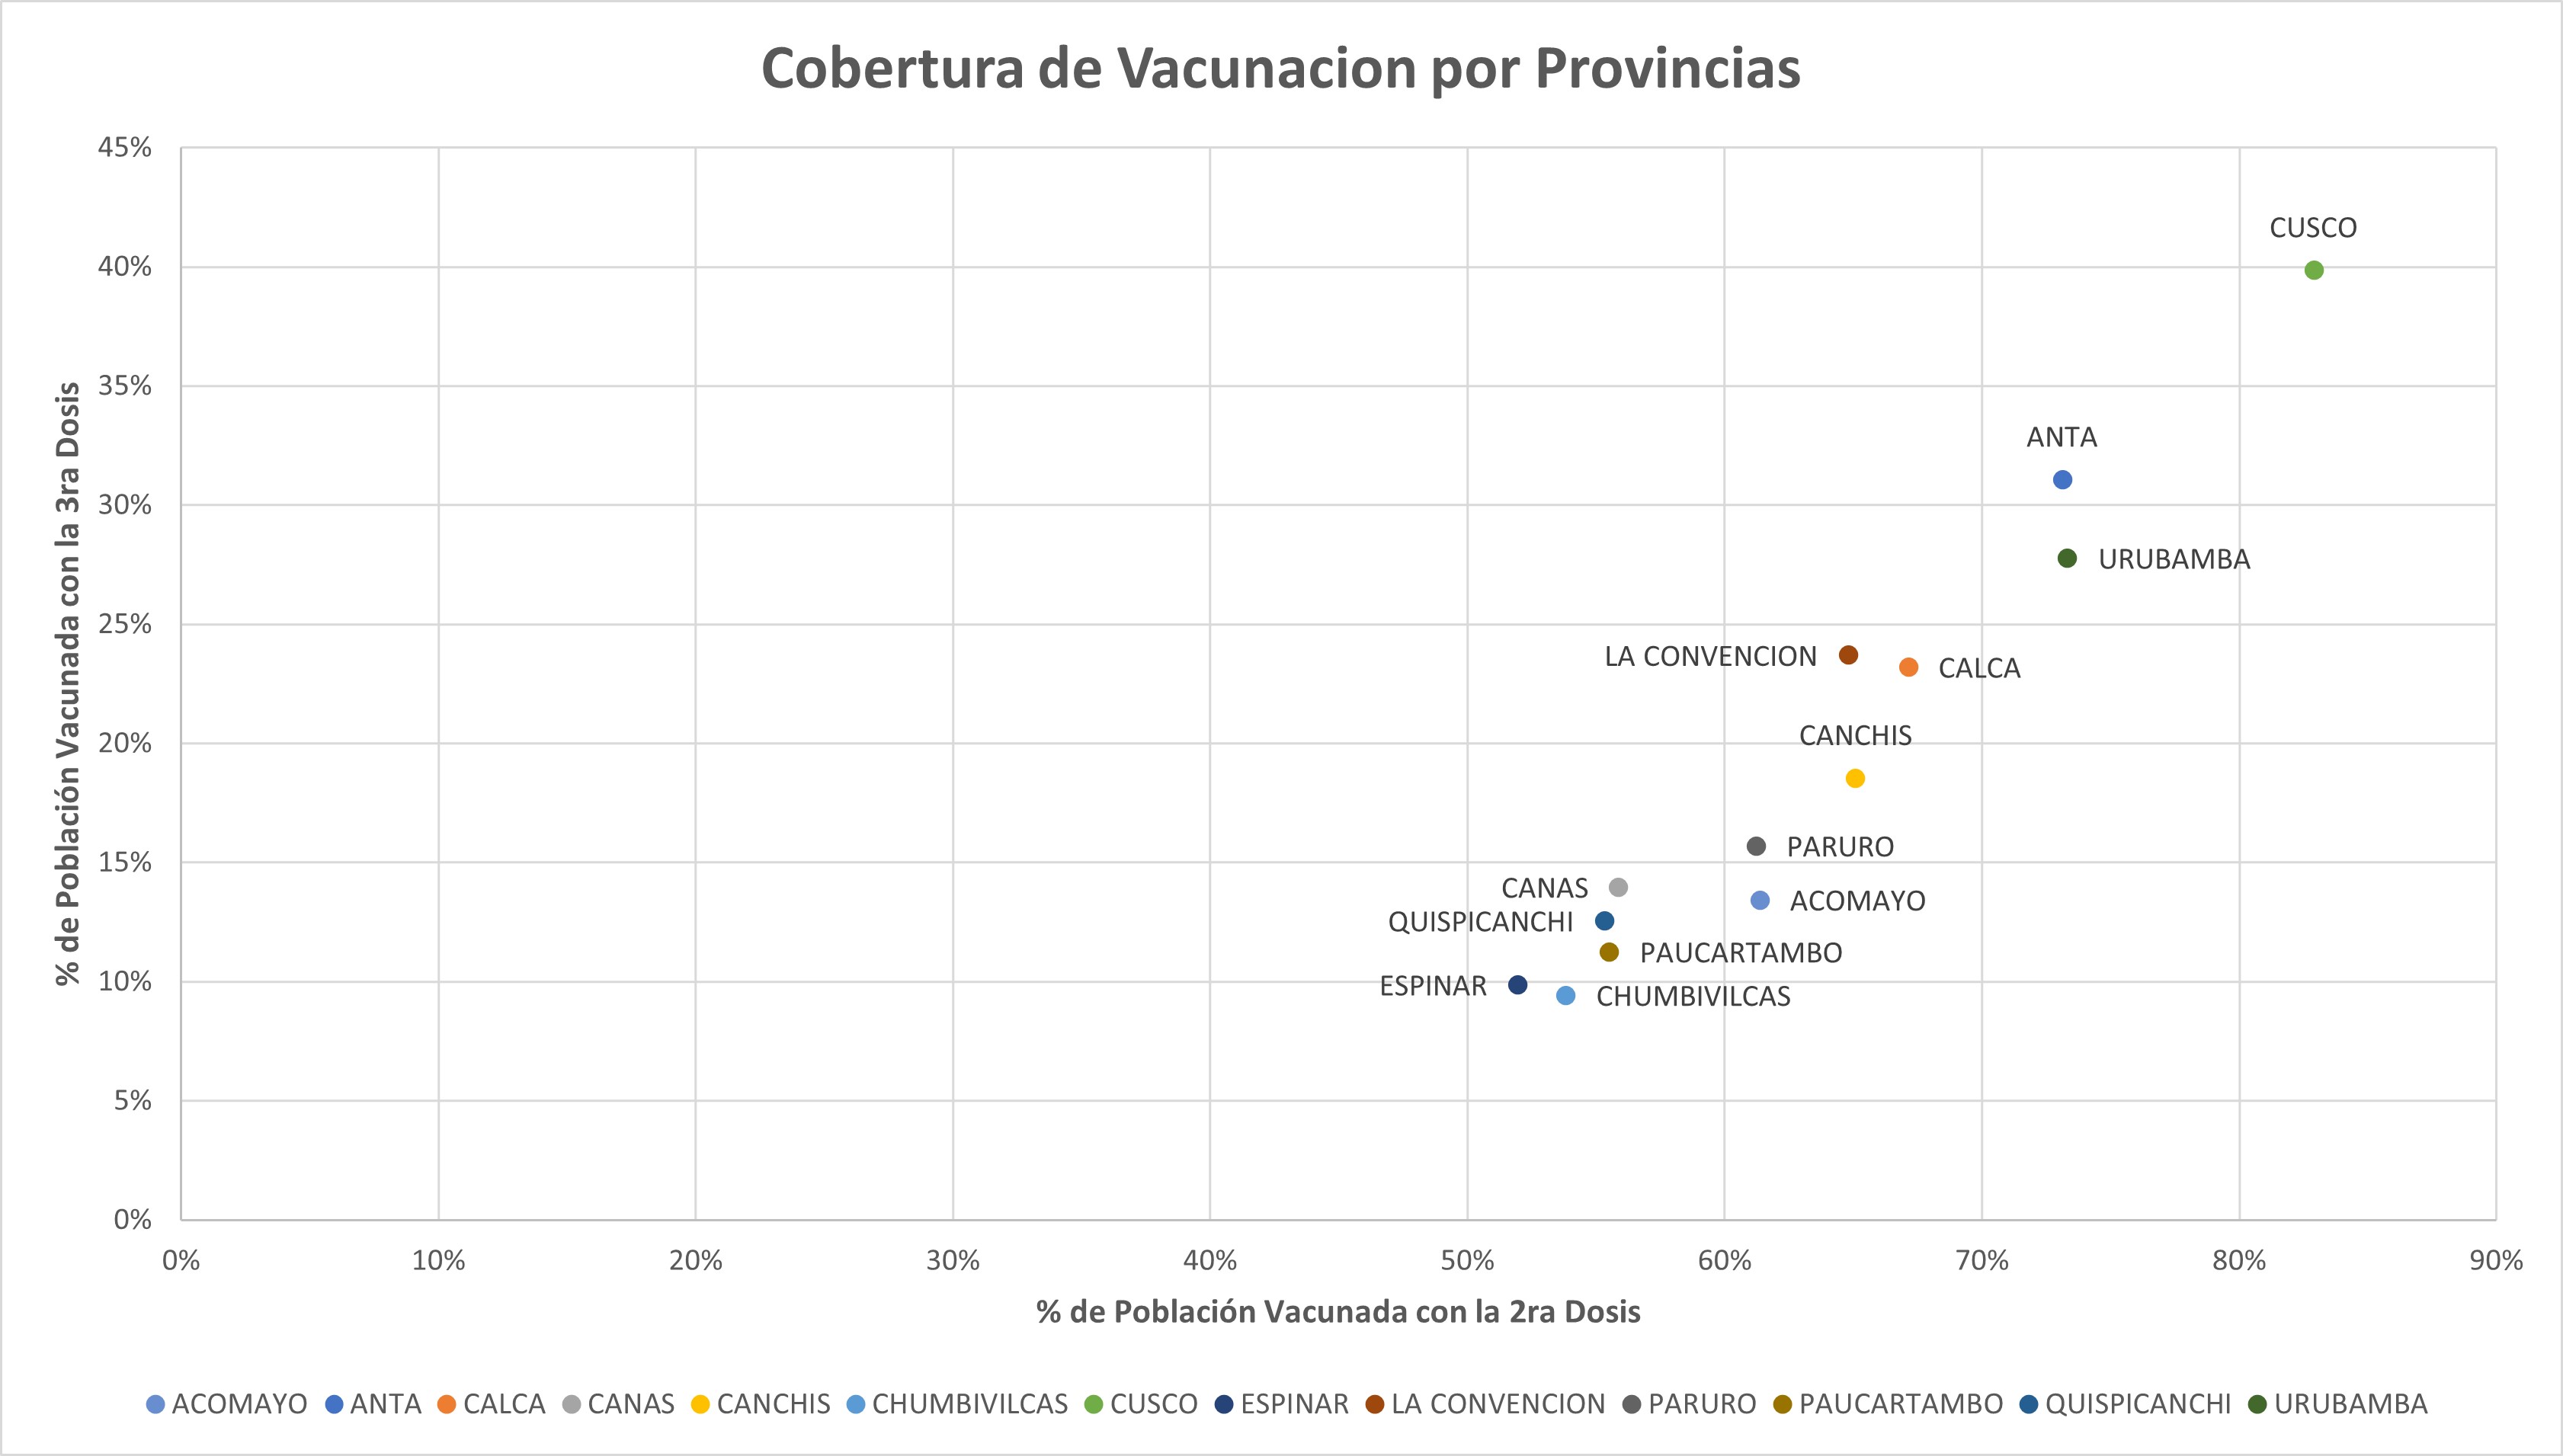 Cobertura de Vacunacion por Provincias
% de Población Vacunada con la 3ra Dosis
45%
40%
35%
30%
25%
20%
15%
10%
5%
0%
CUSCO
ANTA
URUBAMBA
LA CONVENCION
CALCA
CANCHIS
PARURO
CANAS
ACOMAYO
QUISPICANCHI
PAUCARTAMBO
ESPINAR
CHUMBIVILCAS
0% 10% 20% 30% 40% 50% 60% 70% 80% 90%
% de Población Vacunada con la 2ra Dosis
ACOMAYO ANTA CALCA CANAS CANCHIS CHUMBIVILCAS CUSCO ESPINAR LA CONVENCION PARURO PAUCARTAMBO QUISPICANCHI URUBAMBA